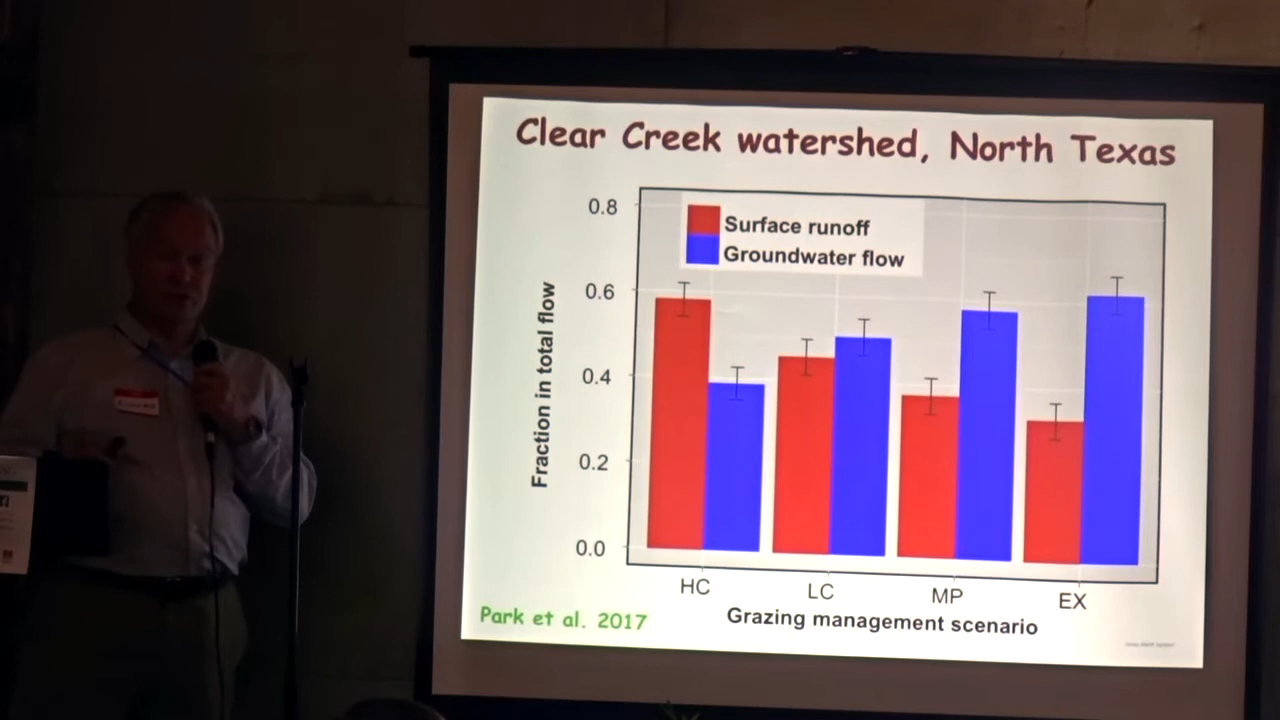 Clear Creek watershed, North Texas
0.8
0.6
0.4
0.2
0.0
Fraction in total flow
Surface runoff
Groundwater flow
HC
LC
MP
EX
Grazing management scenario
Park et al. 2017